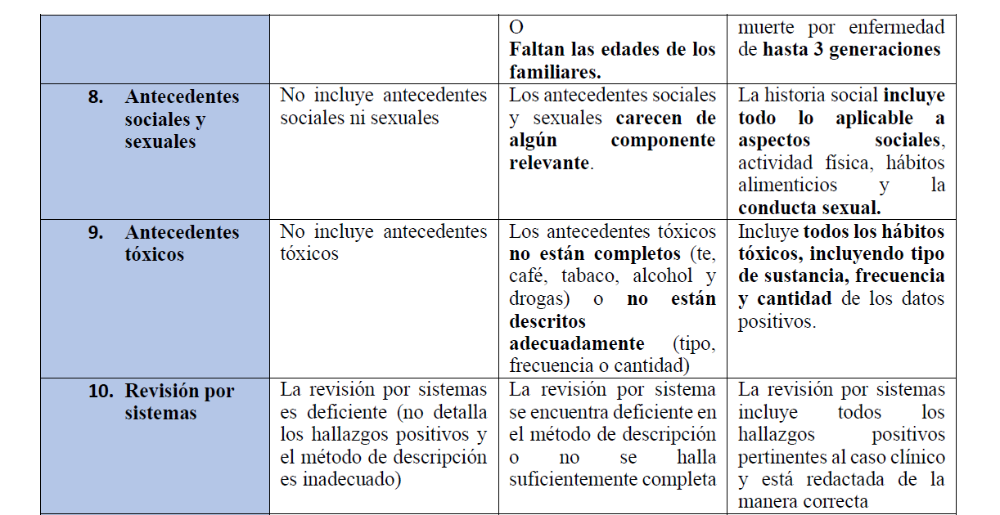 O
Faltan las edades de los
familiares.
muerte por enfermedad
de hasta 3 generaciones
8. Antecedentes
sociales y
sexuales
No incluye antecedentes
sociales ni sexuales
Los antecedentes sociales
y sexuales carecen de
algún componente
relevante.
La historia social incluye
todo lo aplicable a
aspectos sociales,
actividad física, hábitos
alimenticios y la
conducta sexual.
9. Antecedentes
tóxicos
No incluye antecedentes
tóxicos
Los antecedentes tóxicos
no están completos (te,
café, tabaco, alcohol y
drogas) o no están
descritos
adecuadamente (tipo,
frecuencia o cantidad)
Incluye todos los hábitos
tóxicos, incluyendo tipo
de sustancia, frecuencia
y cantidad de los datos
positivos.
10. Revisión por
sistemas
La revisión por sistemas
es deficiente (no detalla
los hallazgos positivos y
el método de descripción
es inadecuado)
La revisión por sistema
se encuentra deficiente en
el método de descripción
o no se halla
suficientemente completa
La revisión por sistemas
incluye todos los
hallazgos positivos
pertinentes al caso clínico
y está redactada de la
manera correcta